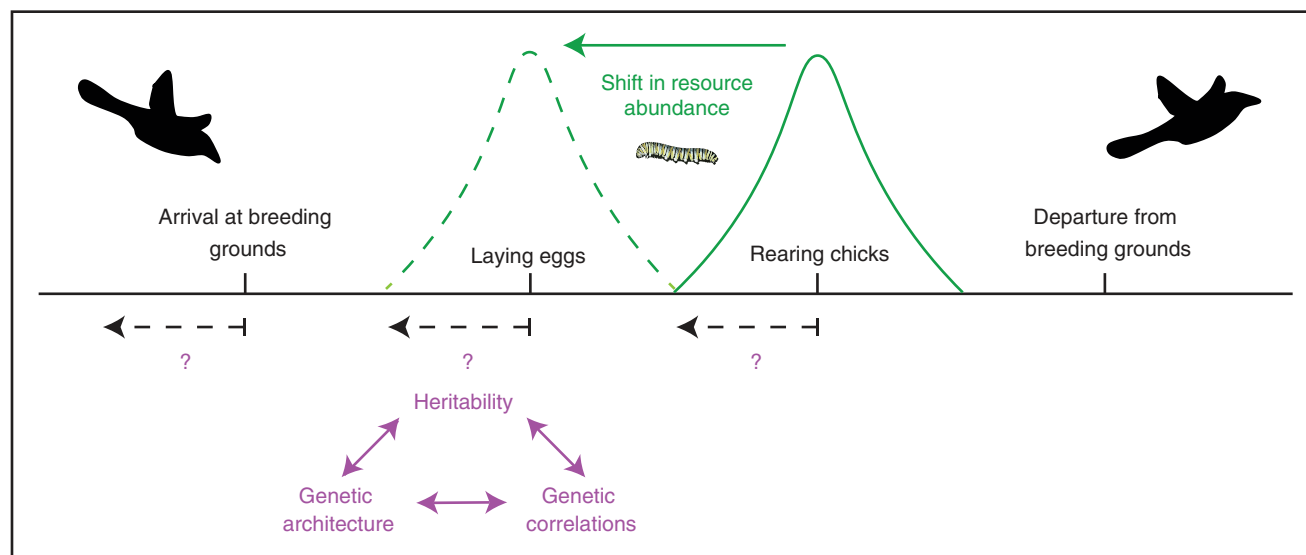 Shift in resource
abundance
Arrival at breeding
grounds
Laying eggs
Rearing chicks
Departure from
breeding grounds
?
?
?
Heritability
Genetic
architecture
Genetic
correlations